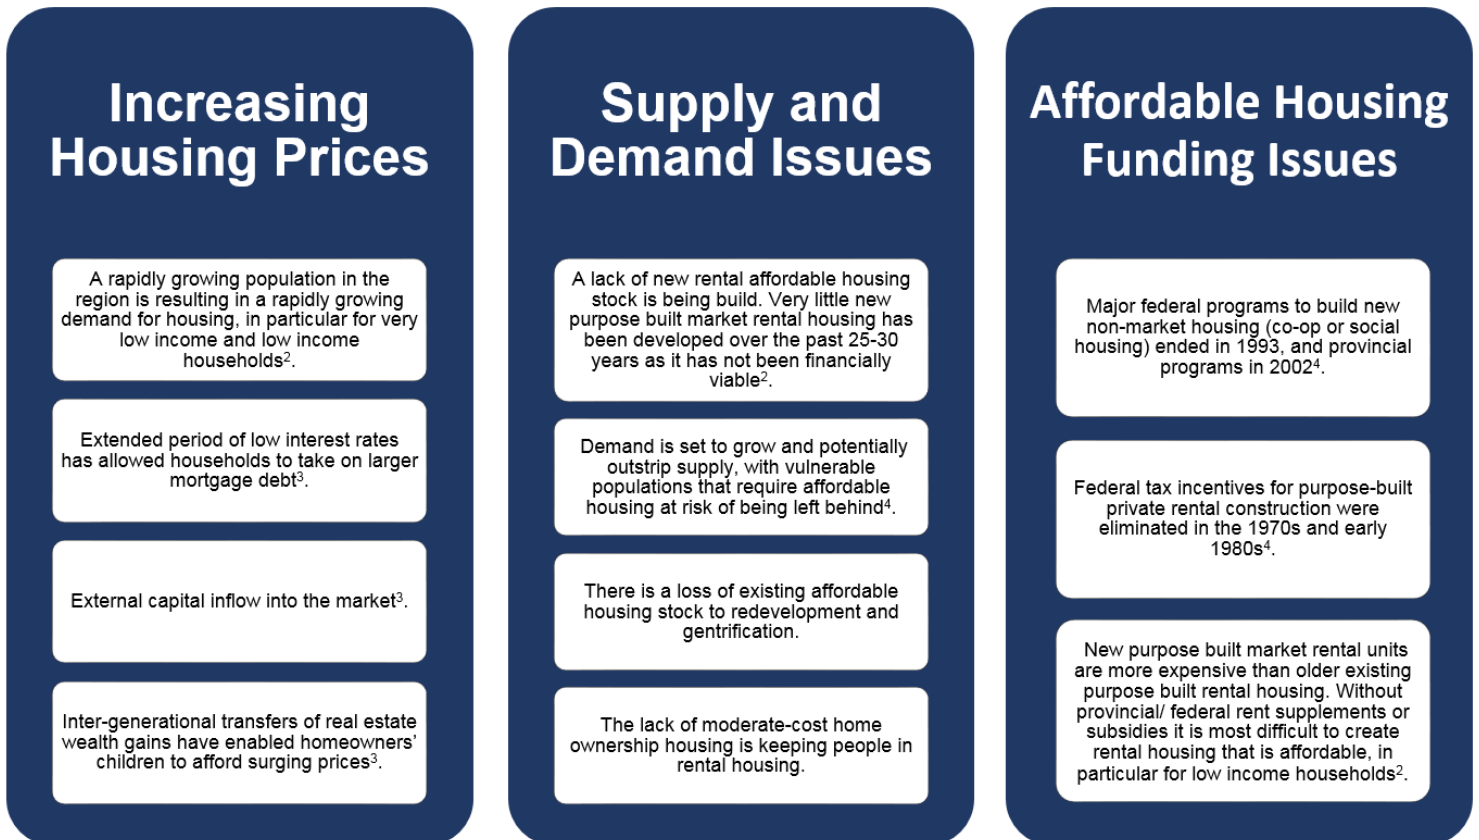 Increasing
Housing Prices
A rapidly growing population in the
region is resulting in a rapidly growing
demand for housing, in particular for very
low income and low income
households².
Extended period of low interest rates
has allowed households to take on larger
mortgage debt³.
External capital inflow into the market³.
Inter-generational transfers of real estate
wealth gains have enabled homeowners’
children to afford surging prices³.
Supply and
Demand Issues
A lack of new rental affordable housing
stock is being build. Very little new
purpose built market rental housing has
been developed over the past 25-30
years as it has not been financially
viable².
Demand is set to grow and potentially
outstrip supply, with vulnerable
populations that require affordable
housing at risk of being left behind⁴.
There is a loss of existing affordable
housing stock to redevelopment and
gentrification.
The lack of moderate-cost home
ownership housing is keeping people in
rental housing.
Affordable Housing
Funding Issues
Major federal programs to build new
non-market housing (co-op or social
housing) ended in 1993, and provincial
programs in 2002⁴.
Federal tax incentives for purpose-built
private rental construction were
eliminated in the 1970s and early
1980s⁴.
New purpose built market rental units
are more expensive than older existing
purpose built rental housing. Without
provincial/ federal rent supplements or
subsidies it is most difficult to create
rental housing that is affordable, in
particular for low income households².